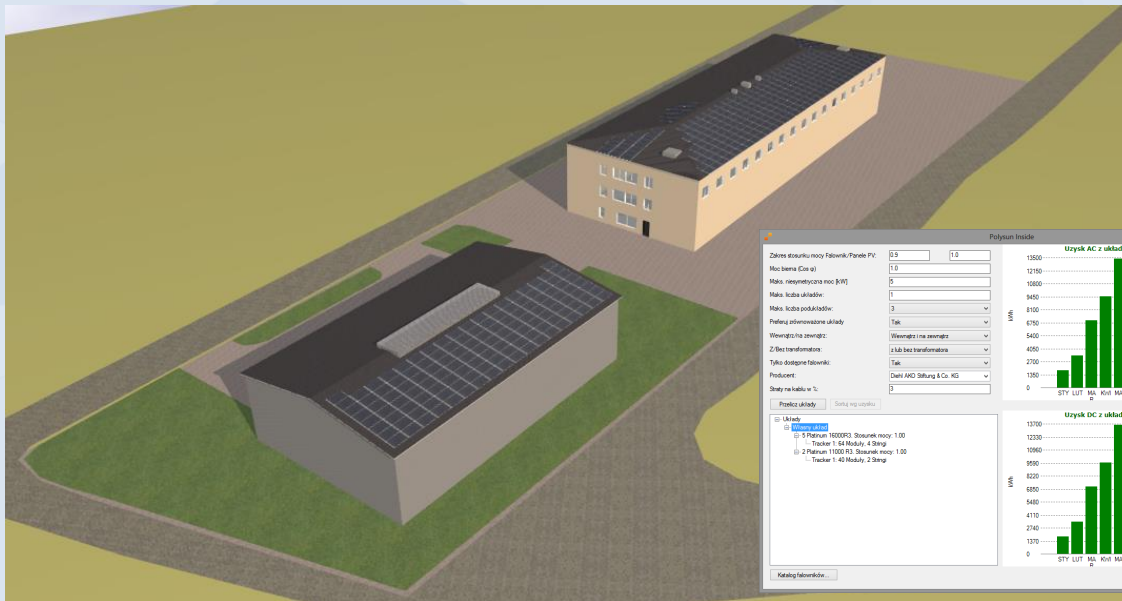 Polysun Inside
Zakres stosunku mocy Falownik/Panele PV: 0.9 1.0
Moc bierna (Cos φ) 1.0
Maks. niesymetryczna moc [kW] 5
Maks. liczba układów: 1
Maks. liczba podukładów: 3
Preferuj zrównoważone układy Tak
Wewnątrz/na zewnątrz: Wewnątrz i na zewnątrz
Z/Bez transformatora: z lub bez transformatora
Tylko dostępne falowniki: Tak
Producent: Diehl AKO Stiftung & Co. KG
Straty na kablu w %: 3
Przelicz układy Sortuj wg uzysku
Układy
Własny układ
5 Platinum 16000R3. Stosunek mocy: 1.00
Tracker 1: 64 Moduły, 4 Stringi
2 Platinum 11000 R3. Stosunek mocy: 1.00
Tracker 1: 40 Moduły, 2 Stringi
Katalog falowników...
Uzysk AC z układ
13500
12150
10800
9450
8100
6750
5400
4050
2700
1350
0
kWh
STY LUT MA KWI MA
R
Uzysk DC z układ
13700
12330
10960
9590
8220
6850
5480
4110
2740
1370
0
kWh
STY LUT MA KWI MA
R